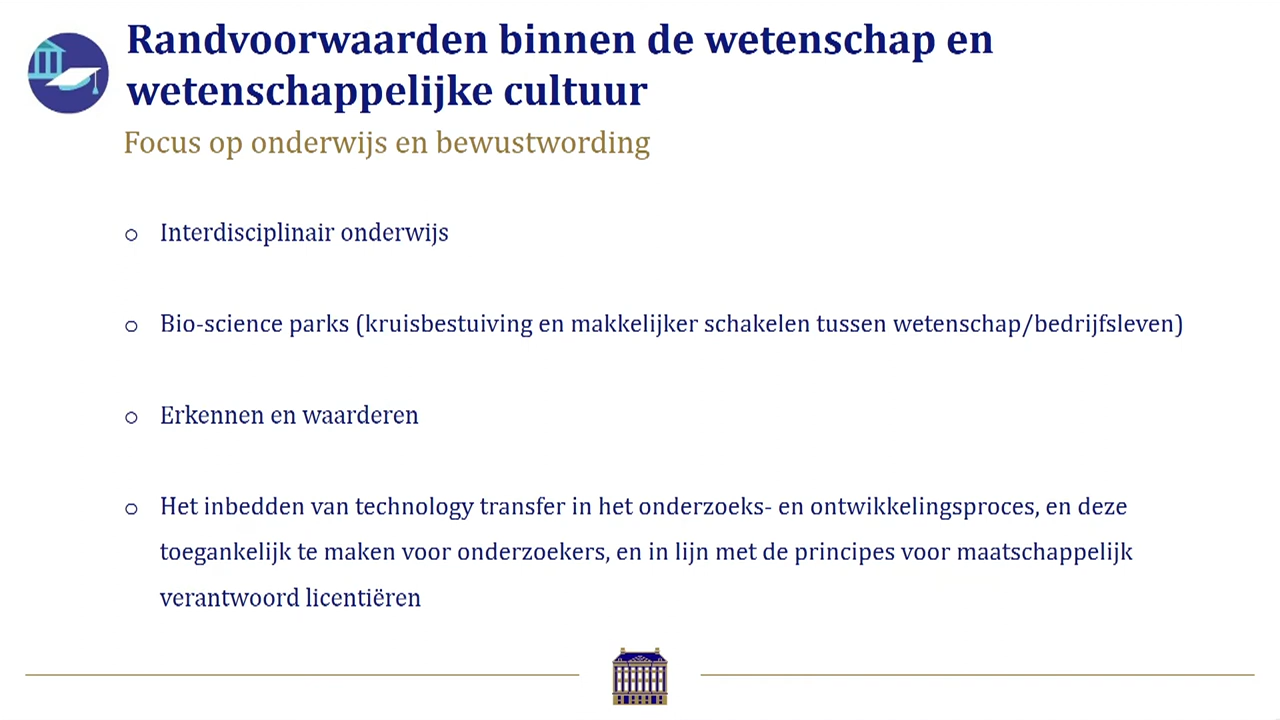 Randvoorwaarden binnen de wetenschap en
wetenschappelijke cultuur
Focus op onderwijs en bewustwording
o Interdisciplinair onderwijs
o Bio-science parks (kruisbestuiving en makkelijker schakelen tussen wetenschap/bedrijfsleven)
o Erkennen en waarderen
o Het inbedden van technology transfer in het onderzoeks- en ontwikkelingsproces, en deze
toegankelijk te maken voor onderzoekers, en in lijn met de principes voor maatschappelijk
verantwoord licentiëren